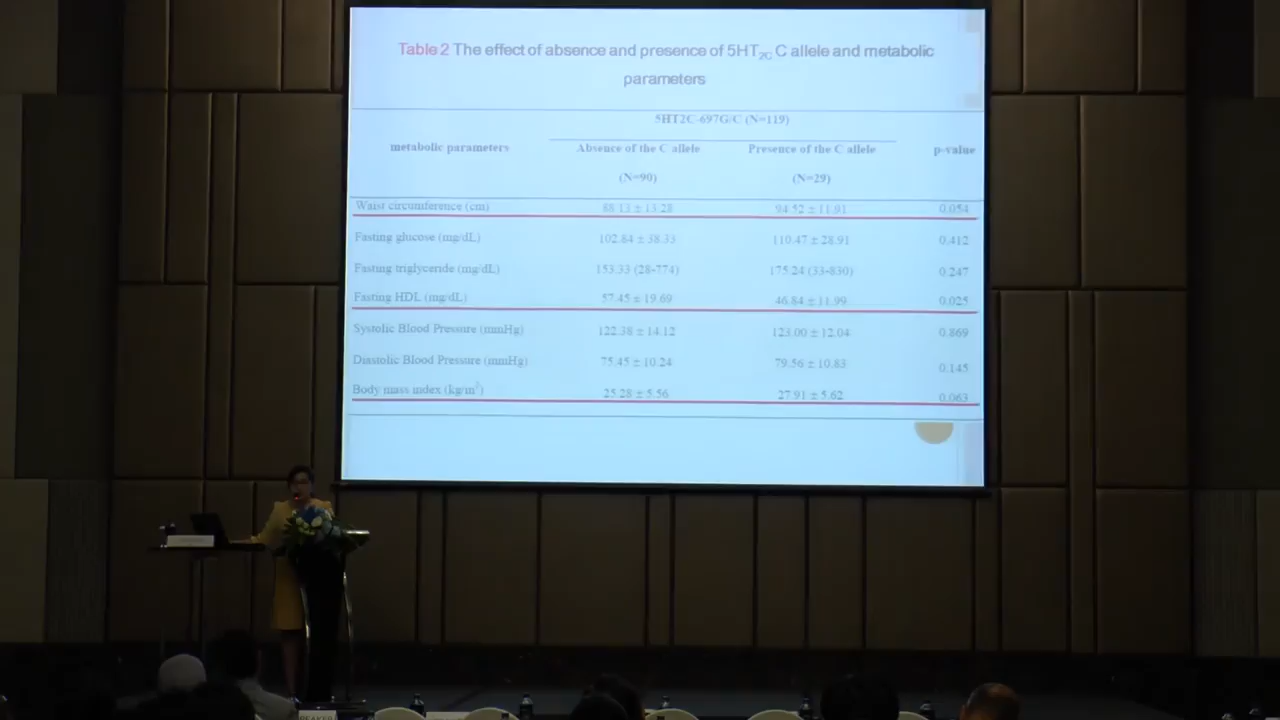 Table 2 The effect of absence and presence of 5HT2C C allele and metabolic
parameters
5HT2C-697G/C (N=119)
metabolic parameters Absence of the C allele Presence of the C allele p-value
(N=90) (N=29)
Waist circumference (cm) 88.13 ± 13.28 94.52 ± 11.91 0.054
Fasting glucose (mg/dL) 102.84 ± 38.33 110.47 ± 28.91 0.412
Fasting triglyceride (mg/dL) 153.33 (28-774) 175.24 (33-830) 0.247
Fasting HDL (mg/dL) 57.45 ± 19.69 46.84 ± 11.99 0.025
Systolic Blood Pressure (mmHg) 122.38 ± 14.12 123.00 ± 12.04 0.869
Diastolic Blood Pressure (mmHg) 75.45 ± 10.24 79.56 ± 10.83 0.145
Body mass index (kg/m²) 25.28 ± 5.56 27.91 ± 5.62 0.063